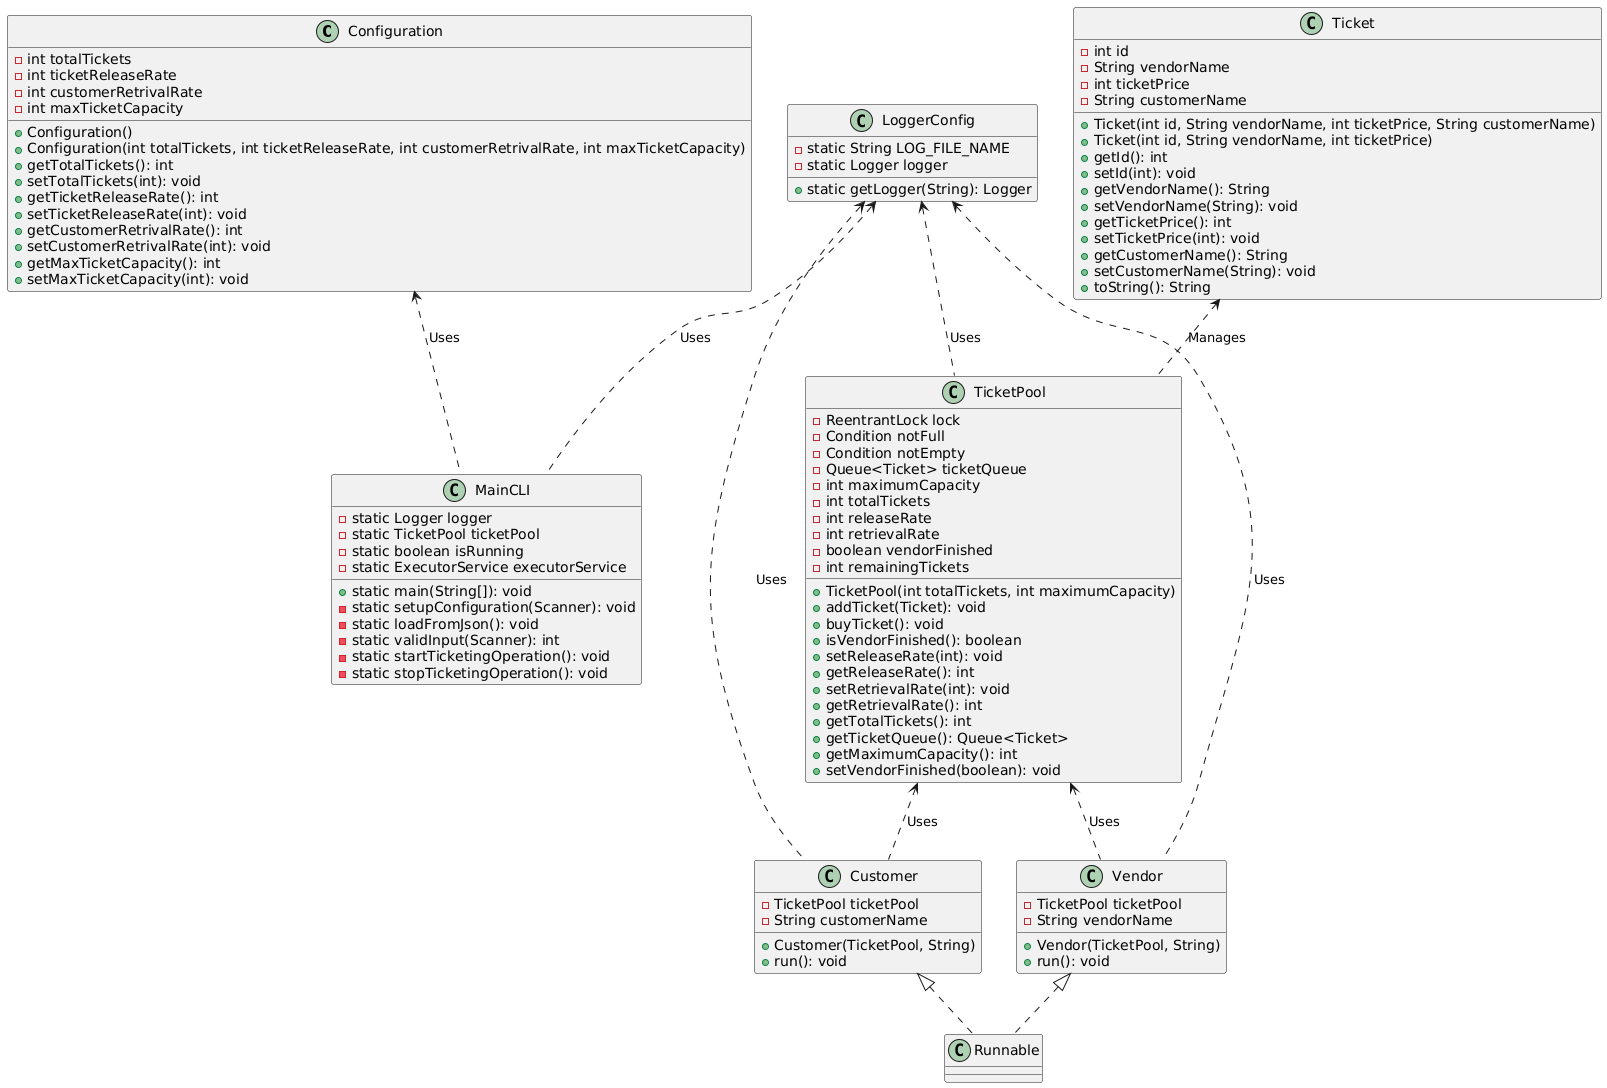 C Configuration
int totalTickets
int ticketReleaseRate
int customerRetrivalRate
int maxTicketCapacity
Configuration()
Configuration(int totalTickets, int ticketReleaseRate, int customerRetrivalRate, int maxTicketCapacity)
getTotalTickets(): int
setTotalTickets(int): void
getTicketReleaseRate(): int
setTicketReleaseRate(int): void
getCustomerRetrivalRate(): int
setCustomerRetrivalRate(int): void
getMaxTicketCapacity(): int
setMaxTicketCapacity(int): void
C LoggerConfig
static String LOG_FILE_NAME
static Logger logger
static getLogger(String): Logger
C Ticket
int id
String vendorName
int ticketPrice
String customerName
Ticket(int id, String vendorName, int ticketPrice, String customerName)
Ticket(int id, String vendorName, int ticketPrice)
getId(): int
setId(int): void
getVendorName(): String
setVendorName(String): void
getTicketPrice(): int
setTicketPrice(int): void
getCustomerName(): String
setCustomerName(String): void
toString(): String
Uses
Uses
Uses
Manages
C MainCLI
static Logger logger
static TicketPool ticketPool
static boolean isRunning
static ExecutorService executorService
static main(String[]): void
static setupConfiguration(Scanner): void
static loadFromJson(): void
static validInput(Scanner): int
static startTicketingOperation(): void
static stopTicketingOperation(): void
Uses
C TicketPool
ReentrantLock lock
Condition notFull
Condition notEmpty
Queue<Ticket> ticketQueue
int maximumCapacity
int totalTickets
int releaseRate
int retrievalRate
boolean vendorFinished
int remainingTickets
TicketPool(int totalTickets, int maximumCapacity)
addTicket(Ticket): void
buyTicket(): void
isVendorFinished(): boolean
setReleaseRate(int): void
getReleaseRate(): int
setRetrievalRate(int): void
getRetrievalRate(): int
getTotalTickets(): int
getTicketQueue(): Queue<Ticket>
getMaximumCapacity(): int
setVendorFinished(boolean): void
Uses
Uses
Uses
C Customer
TicketPool ticketPool
String customerName
Customer(TicketPool, String)
run(): void
C Vendor
TicketPool ticketPool
String vendorName
Vendor(TicketPool, String)
run(): void
C Runnable